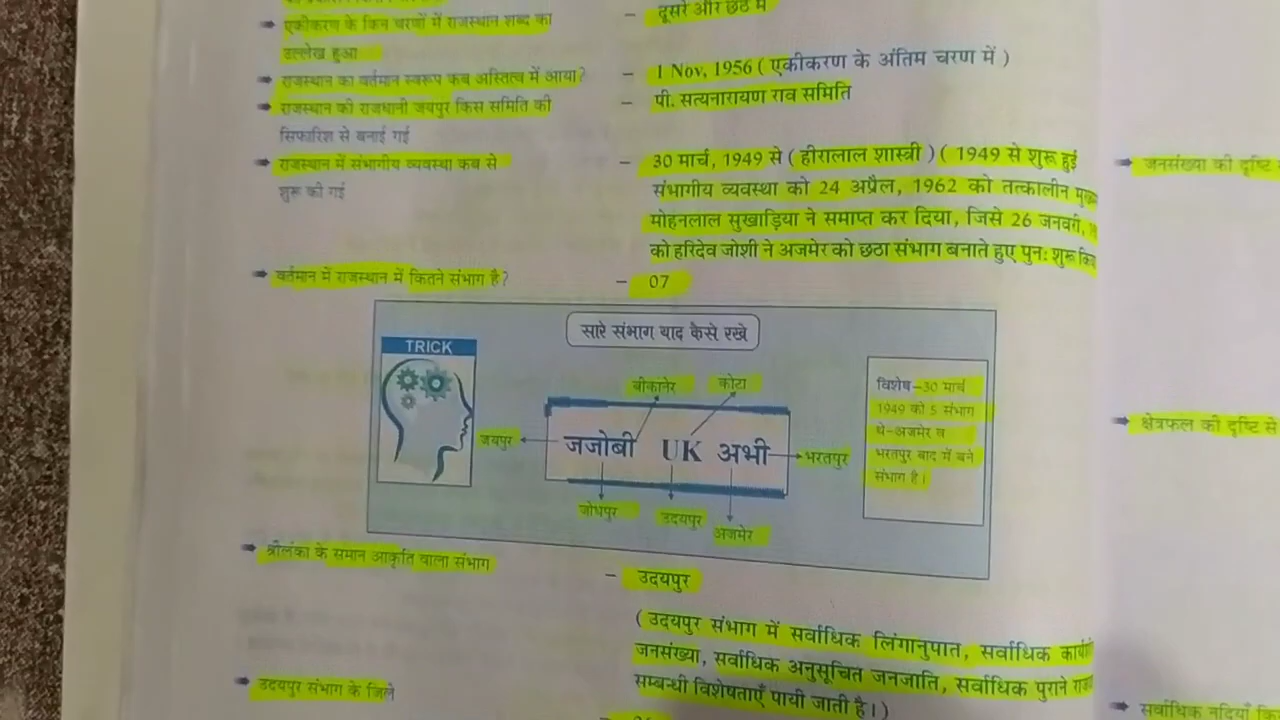 एकीकरण के किन चरणों में राजस्थान शब्द का
उल्लेख हुआ
– दूसरे और छठे में
राजस्थान का वर्तमान स्वरूप कब अस्तित्व में आया?
– 1 Nov, 1956 ( एकीकरण के अंतिम चरण में )
राजस्थान की राजधानी जयपुर किस समिति की
सिफारिश से बनाई गई
– पी. सत्यनारायण राव समिति
राजस्थान में संभागीय व्यवस्था कब से
शुरू की गई
– 30 मार्च, 1949 से ( हीरालाल शास्त्री ) ( 1949 से शुरू हुई
संभागीय व्यवस्था को 24 अप्रैल, 1962 को तत्कालीन
मोहनलाल सुखाड़िया ने समाप्त कर दिया, जिसे 26 जनवरी,
को हरिदेव जोशी ने अजमेर को छठा संभाग बनाते हुए पुनः शुरू
वर्तमान में राजस्थान में कितने संभाग है?
– 07
सारे संभाग याद कैसे रखे
TRICK
बीकानेर
कोटा
जयपुर
जजोबी UK अभी
भरतपुर
जोधपुर
उदयपुर
अजमेर
विशेष–30 मार्च
1949 को 5 संभाग
थे–अजमेर व
भरतपुर बाद में बने
संभाग है।
श्रीलंका के समान आकृति वाला संभाग
– उदयपुर
( उदयपुर संभाग में सर्वाधिक लिंगानुपात, सर्वाधिक
जनसंख्या, सर्वाधिक अनुसूचित जनजाति, सर्वाधिक पुराने
सम्बन्धी विशेषताएँ पायी जाती है। )
उदयपुर संभाग के जिले
जनसंख्या की दृष्टि
क्षेत्रफल की दृष्टि से
सर्वाधिक नदियाँ